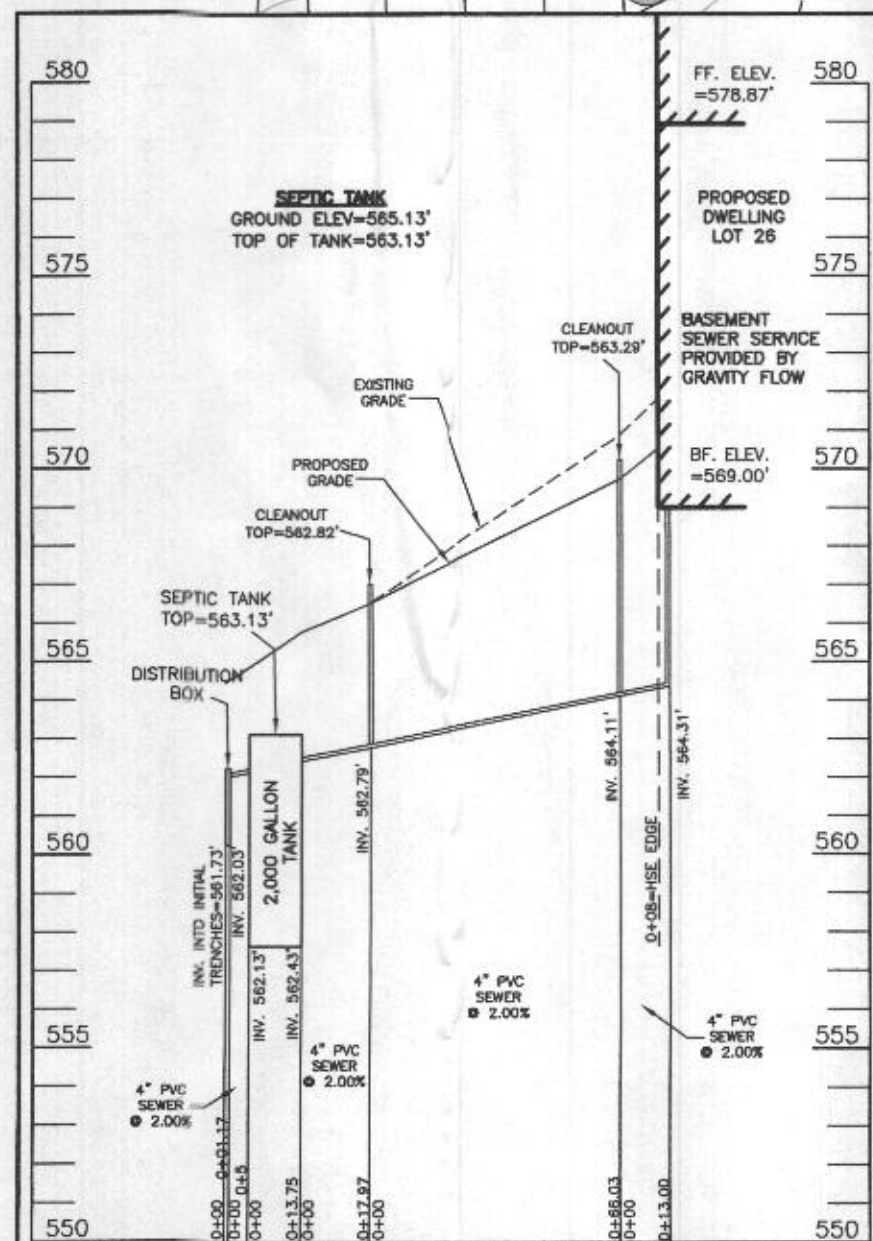 580
580
FF. ELEV.
=578.87'
SEPTIC TANK
GROUND ELEV=565.13'
TOP OF TANK=563.13'
PROPOSED
DWELLING
LOT 26
575
575
CLEANOUT
TOP=563.29'
BASEMENT
SEWER SERVICE
PROVIDED BY
GRAVITY FLOW
EXISTING
GRADE
570
570
PROPOSED
GRADE
BF. ELEV.
=569.00'
CLEANOUT
TOP=562.82'
SEPTIC TANK
TOP=563.13'
565
565
DISTRIBUTION
BOX
INV. INTO INITIAL
TRENCHES=561.73'
INV. 562.03'
2,000 GALLON
TANK
INV. 562.13'
INV. 562.43'
INV. 562.79'
INV. 564.11'
0+08=HSE EDGE
INV. 564.31'
560
560
4" PVC
SEWER
@ 2.00%
4" PVC
SEWER
@ 2.00%
4" PVC
SEWER
@ 2.00%
4" PVC
SEWER
@ 2.00%
555
555
550
550
0+00
0+01.17
0+00
0+5
0+00
0+13.75
0+00
0+17.97
0+00
0+66.03
0+00
0+13.00